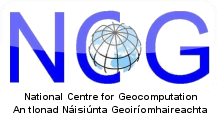 NCG
National Centre for Geocomputation
An tIonad Náisiúnta Geoiríomhaireachta